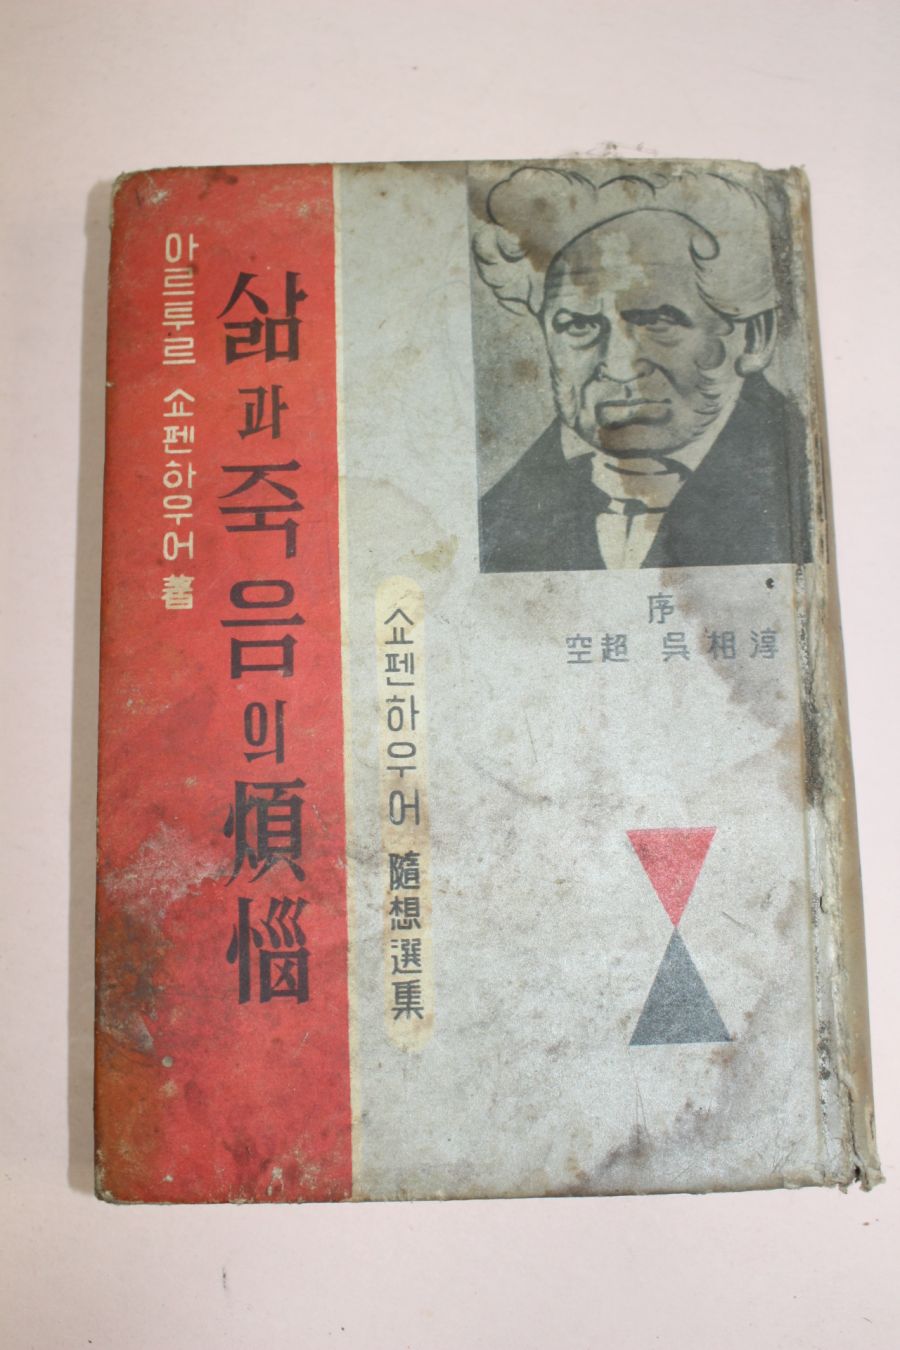 아르투르 쇼펜하우어 著
삶과 죽음의 煩惱
쇼펜하우어 隨想選集
序
空超 吳相淳